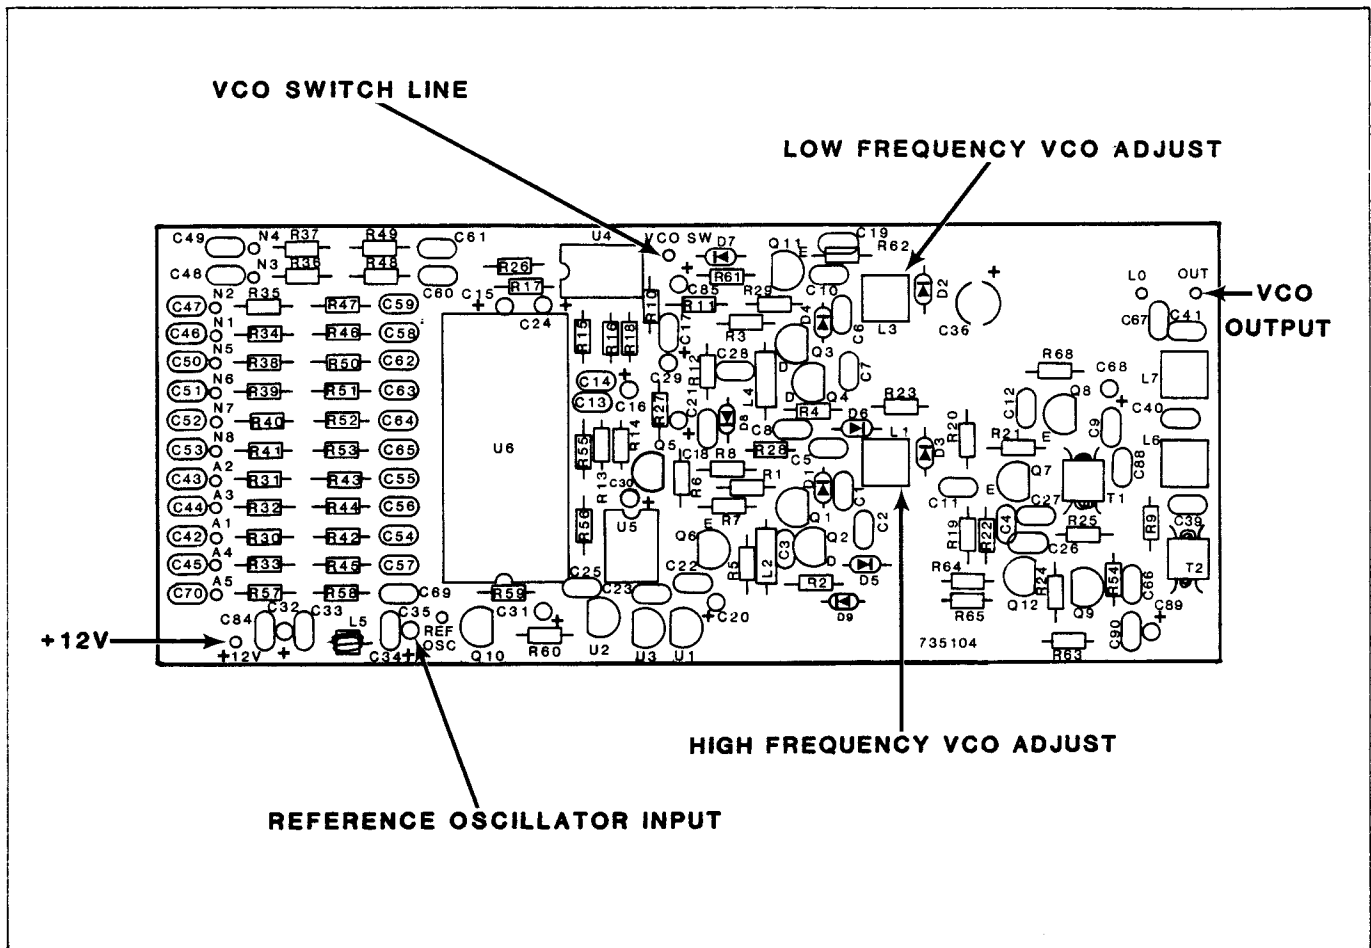 VCO SWITCH LINE
LOW FREQUENCY VCO ADJUST
C49 N4 R37 R49 C61 U4 VCO SW D7 Q11 E C19 R62
C48 N3 R36 R48 C60 R26 R17 R61 C10 D2 L0 OUT
VCO
OUTPUT
C47 N2 R35 R47 C59 C15 + C24 R10 + C85 R11 R29 D4 C6 L3 + C36 C67 C41
C46 N1 R34 R46 C58 R15 R16 R18 C17 R3 Q3
C50 N5 R38 R50 C62 + C29 R12 C28 L4 D C7 R68 C68 L7
C51 N6 R39 R51 C63 C14 + C16 R27 C21 D Q4 R23 C12 Q8 +
C52 N7 R40 R52 C64 C13 + D8 R4 D6 L1 R20 E C9 C40
C53 N8 R41 R53 C65 U6 R55 R14 Q5 C18 C8 R28 C5 D3 R21 Q7 C88 L6
C43 A2 R31 R43 C55 R13 R6 R8 R1 D1 C1 C11 E T1
C44 A3 R32 R44 C56 C30 + R7 Q1 C2 C27 C39
C42 A1 R30 R42 C54 R56 U5 Q6 E C3 Q2 R19 R22 C4 R25 R9
C45 A4 R33 R45 C57 R5 L2 D D5 C26 T2
C70 A5 R57 R58 C69 R59 C25 C23 C22 R2 R64 Q12 R24 Q9 R54 C66
C84 C32 C33 L5 C35 REF OSC C31 + + C20 D9 R65 C90 + C89
+12V
+12V + C34 + Q10 R60 U2 U3 U1 735104 R63
HIGH FREQUENCY VCO ADJUST
REFERENCE OSCILLATOR INPUT